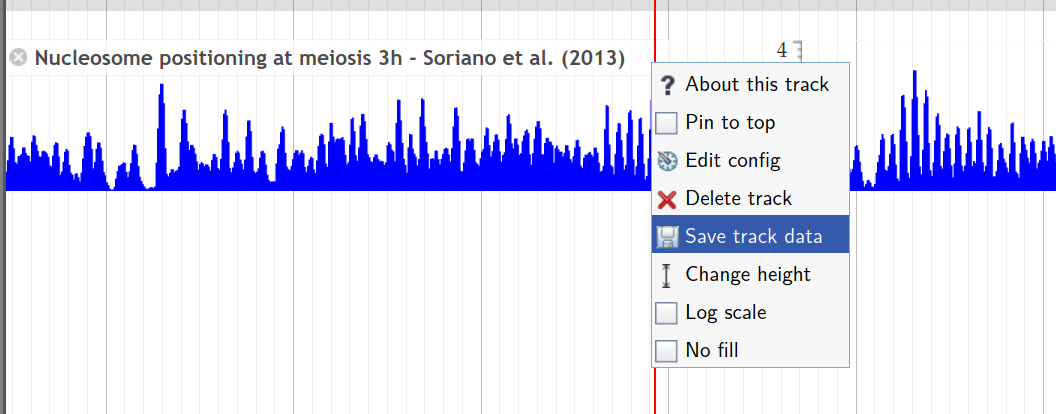 4
Nucleosome positioning at meiosis 3h - Soriano et al. (2013)
About this track
Pin to top
Edit config
Delete track
Save track data
Change height
Log scale
No fill